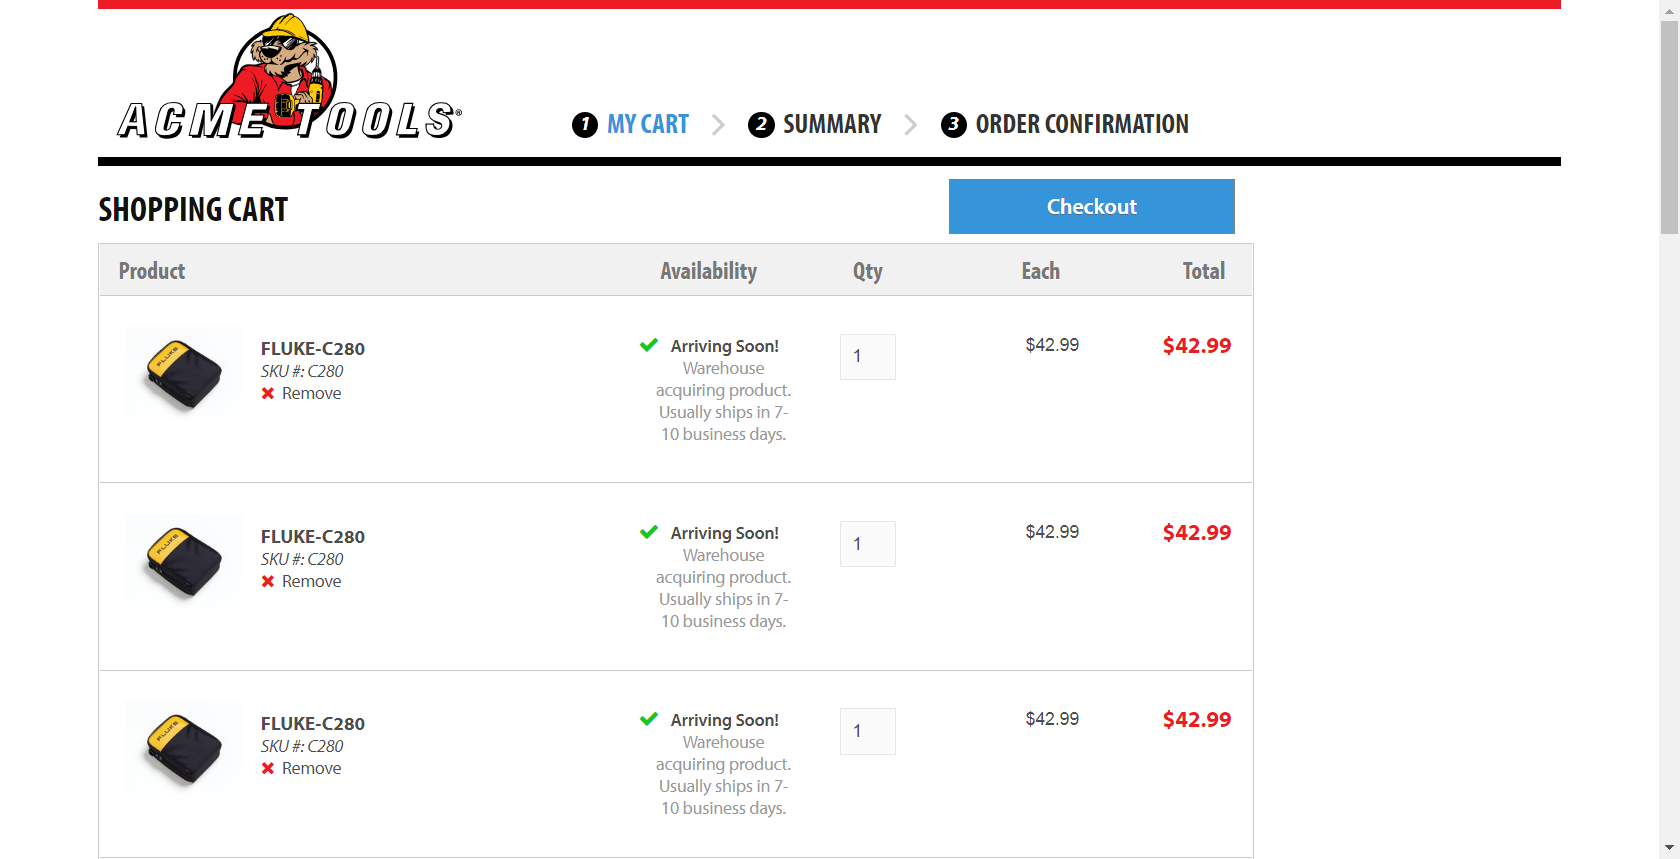 ACME TOOLS®
1 MY CART 2 SUMMARY 3 ORDER CONFIRMATION
SHOPPING CART
Checkout
Product Availability Qty Each Total
FLUKE
FLUKE-C280
SKU #: C280
Remove
Arriving Soon!
Warehouse
acquiring product.
Usually ships in 7-
10 business days.
1
$42.99
$42.99
FLUKE
FLUKE-C280
SKU #: C280
Remove
Arriving Soon!
Warehouse
acquiring product.
Usually ships in 7-
10 business days.
1
$42.99
$42.99
FLUKE
FLUKE-C280
SKU #: C280
Remove
Arriving Soon!
Warehouse
acquiring product.
Usually ships in 7-
10 business days.
1
$42.99
$42.99